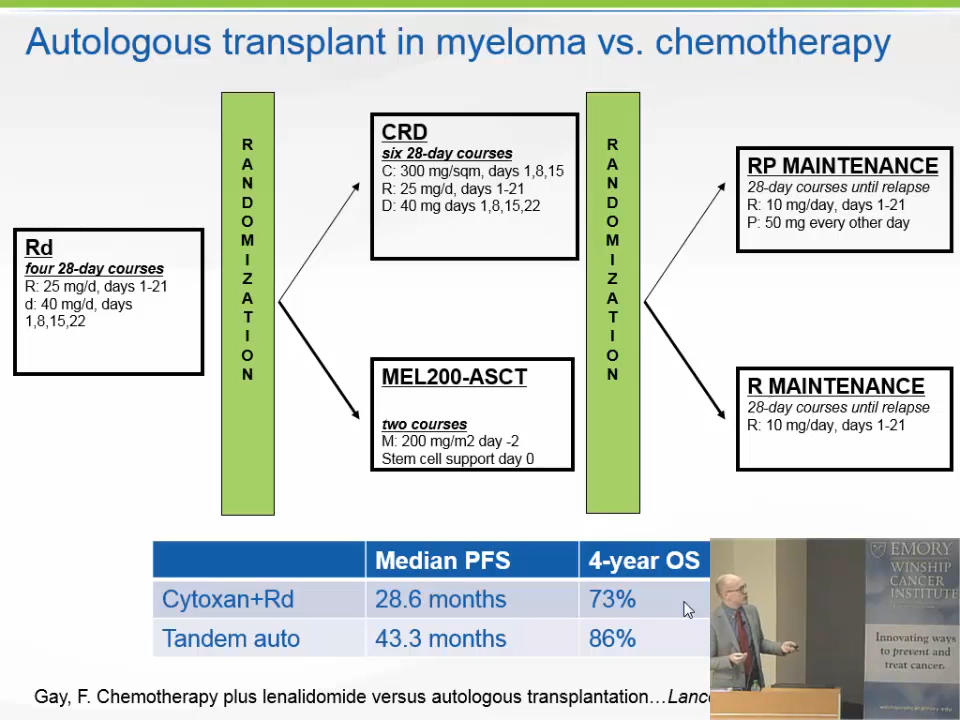 Autologous transplant in myeloma vs. chemotherapy
Rd
four 28-day courses
R: 25 mg/d, days 1-21
d: 40 mg/d, days
1,8,15,22
RANDOMIZATION
CRD
six 28-day courses
C: 300 mg/sqm, days 1,8,15
R: 25 mg/d, days 1-21
D: 40 mg days 1,8,15,22
MEL200-ASCT
two courses
M: 200 mg/m2 day -2
Stem cell support day 0
RANDOMIZATION
RP MAINTENANCE
28-day courses until relapse
R: 10 mg/day, days 1-21
P: 50 mg every other day
R MAINTENANCE
28-day courses until relapse
R: 10 mg/day, days 1-21
Median PFS 4-year OS
Cytoxan+Rd 28.6 months 73%
Tandem auto 43.3 months 86%
Gay, F. Chemotherapy plus lenalidomide versus autologous transplantation…Lanc
EMORY
WINSHIP
CANCER
INSTITUTE
Innovating ways
to prevent and
treat cancer.